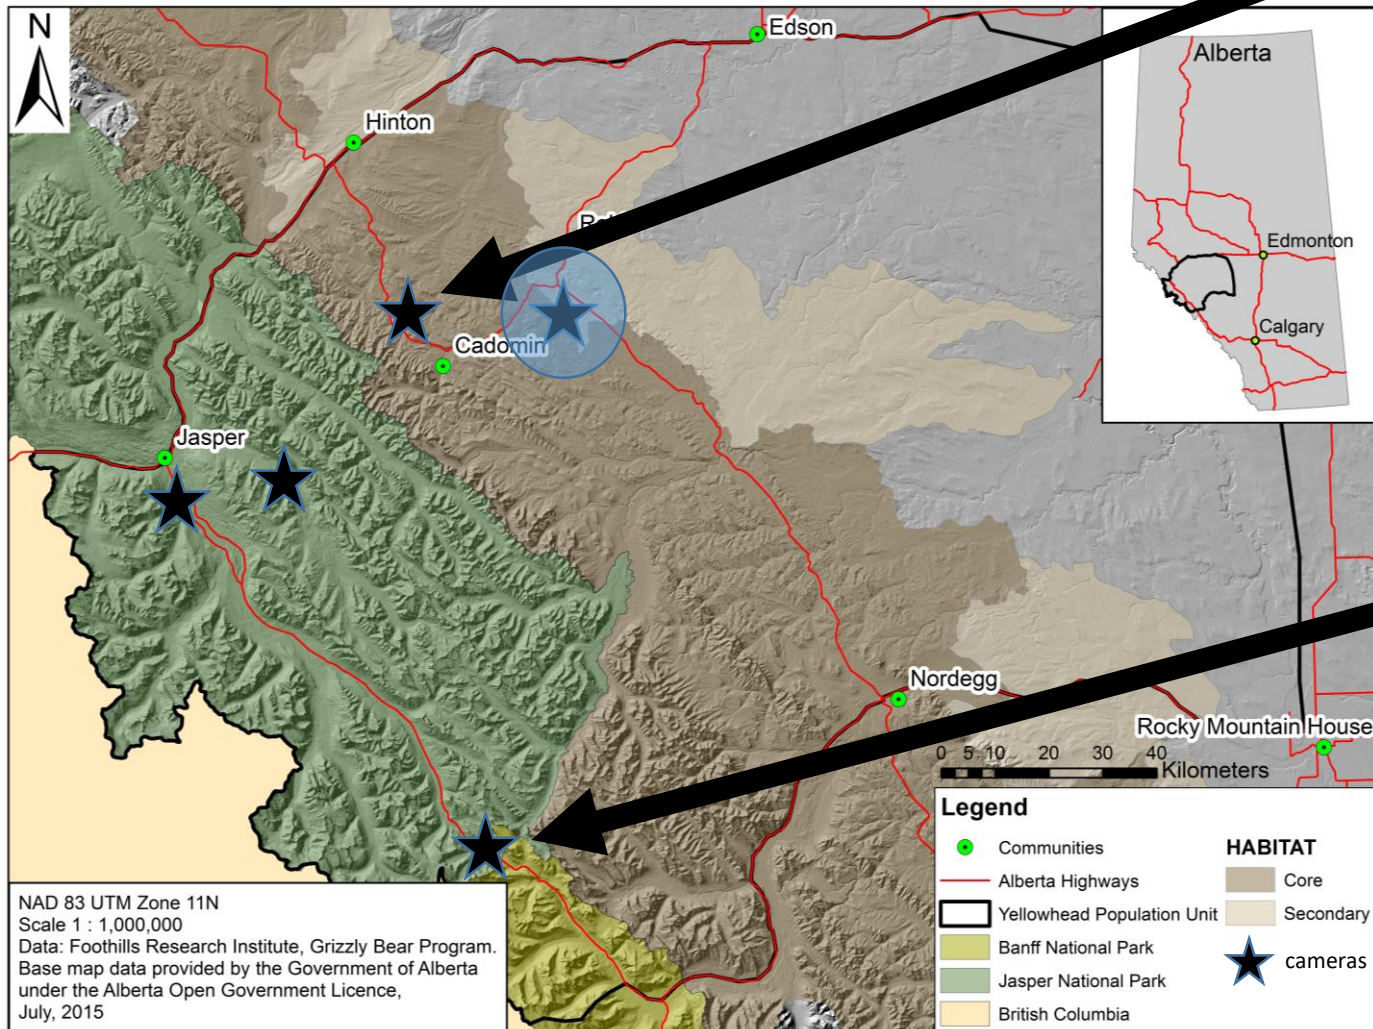 N
Edson
Alberta
Hinton
Edmonton
Calgary
Cadomin
Jasper
Nordegg
Rocky Mountain House
0 5 10 20 30 40
Kilometers
Legend
Communities
Alberta Highways
Yellowhead Population Unit
Banff National Park
Jasper National Park
British Columbia
HABITAT
Core
Secondary
cameras
NAD 83 UTM Zone 11N
Scale 1 : 1,000,000
Data: Foothills Research Institute, Grizzly Bear Program.
Base map data provided by the Government of Alberta
under the Alberta Open Government Licence,
July, 2015